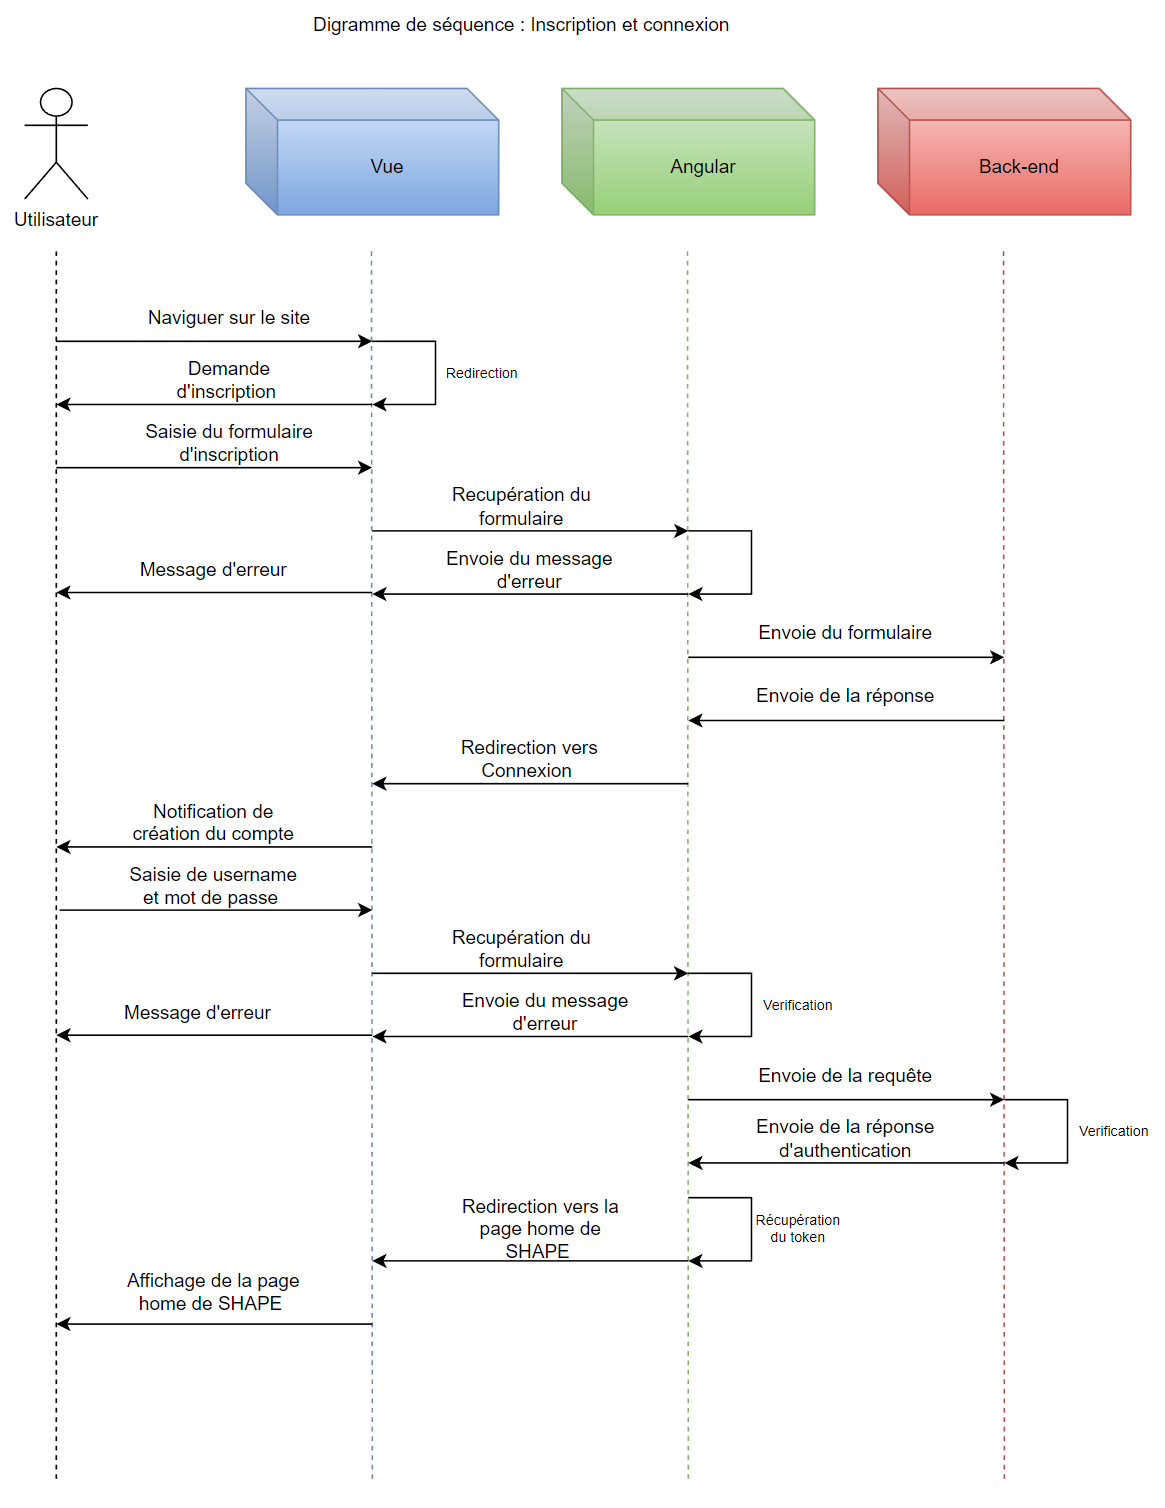 Digramme de séquence : Inscription et connexion
Utilisateur
Vue
Angular
Back-end
Naviguer sur le site
Redirection
Demande
d'inscription
Saisie du formulaire
d'inscription
Recupération du
formulaire
Envoie du message
d'erreur
Message d'erreur
Envoie du formulaire
Envoie de la réponse
Redirection vers
Connexion
Notification de
création du compte
Saisie de username
et mot de passe
Recupération du
formulaire
Verification
Envoie du message
d'erreur
Message d'erreur
Envoie de la requête
Verification
Envoie de la réponse
d'authentication
Récupération
du token
Redirection vers la
page home de
SHAPE
Affichage de la page
home de SHAPE